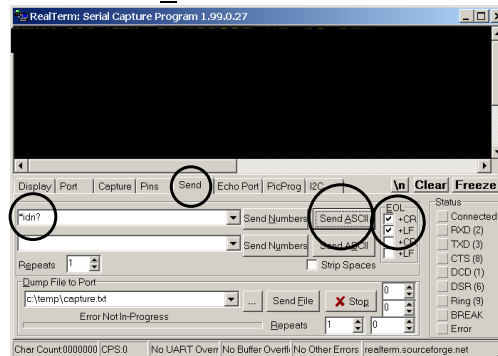 RealTerm: Serial Capture Program 1.99.0.27
Display Port Capture Pins Send Echo Port PicProg I2C \n Clear Freeze
*idn? Send Numbers Send ASCII
EOL
+CR
+LF
Send Numbers Send ASCII
+CR
+LF
Repeats 1 Strip Spaces
Dump File to Port
c:\temp\capture.txt ... Send File Stop 0
0
Error Not In-Progress Repeats 1 0
Status
Connected
RXD (2)
TXD (3)
CTS (8)
DCD (1)
DSR (6)
Ring (9)
BREAK
Error
Char Count:0000000 CPS:0 No UART Overr No Buffer Overfl No Other Errors realterm.sourceforge.net